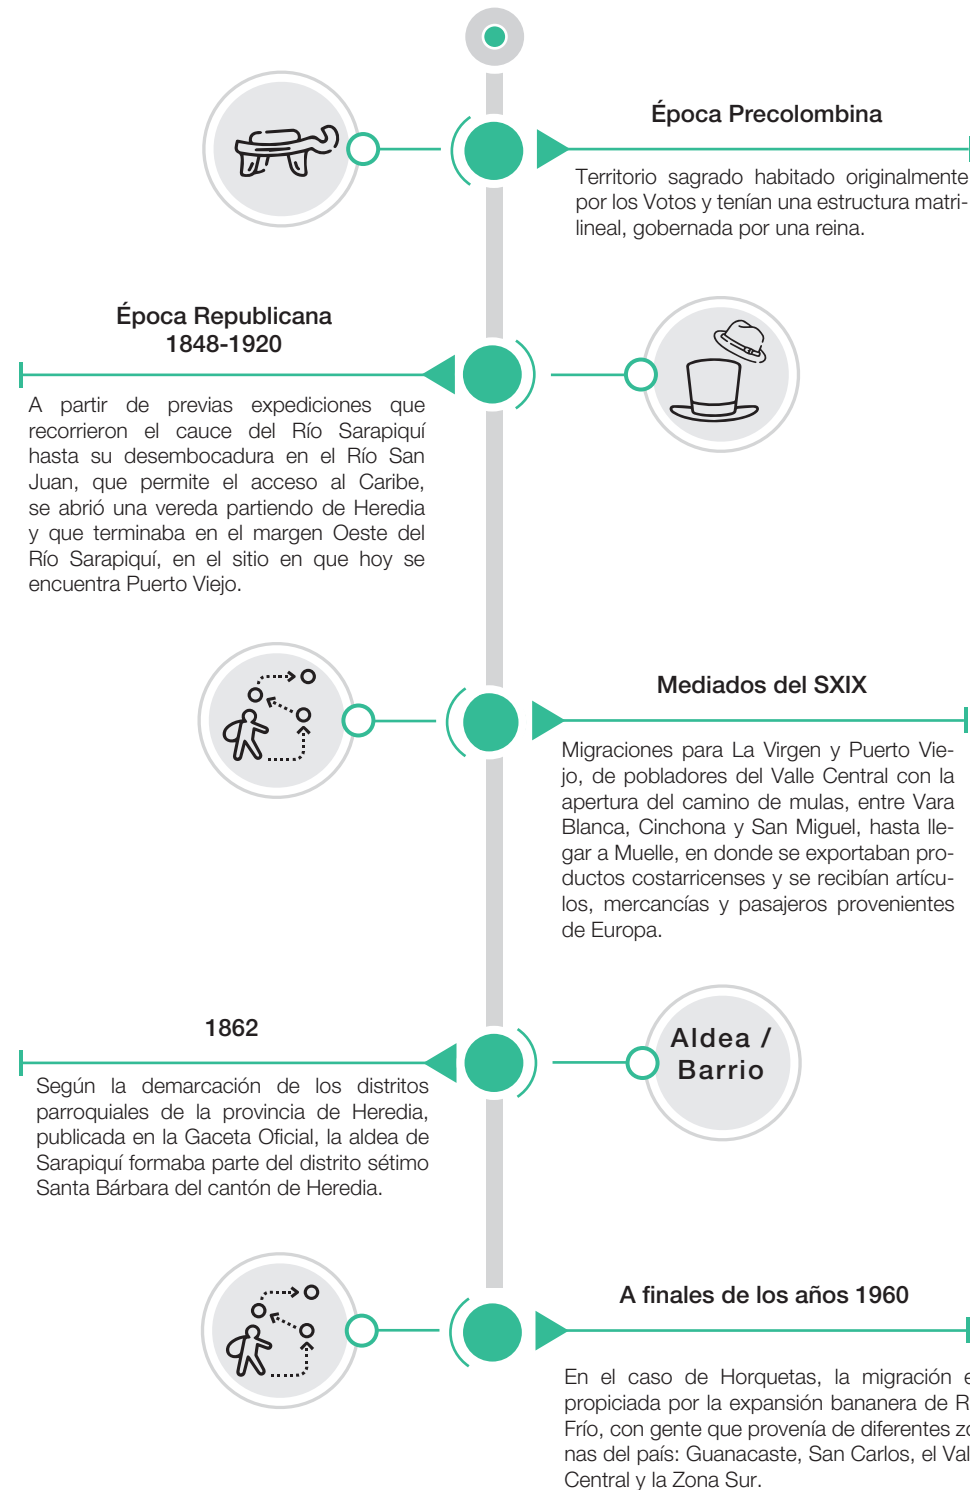 Época Precolombina
Territorio sagrado habitado originalmente
por los Votos y tenían una estructura matri-
lineal, gobernada por una reina.
Época Republicana
1848-1920
A partir de previas expediciones que
recorrieron el cauce del Río Sarapiquí
hasta su desembocadura en el Río San
Juan, que permite el acceso al Caribe,
se abrió una vereda partiendo de Heredia
y que terminaba en el margen Oeste del
Río Sarapiquí, en el sitio en que hoy se
encuentra Puerto Viejo.
Mediados del SXIX
Migraciones para La Virgen y Puerto Vie-
jo, de pobladores del Valle Central con la
apertura del camino de mulas, entre Vara
Blanca, Cinchona y San Miguel, hasta lle-
gar a Muelle, en donde se exportaban pro-
ductos costarricenses y se recibían artícu-
los, mercancías y pasajeros provenientes
de Europa.
1862
Aldea /
Barrio
Según la demarcación de los distritos
parroquiales de la provincia de Heredia,
publicada en la Gaceta Oficial, la aldea de
Sarapiquí formaba parte del distrito sétimo
Santa Bárbara del cantón de Heredia.
A finales de los años 1960
En el caso de Horquetas, la migración
propiciada por la expansión bananera de
Frío, con gente que provenía de diferentes
nas del país: Guanacaste, San Carlos, el
Central y la Zona Sur.